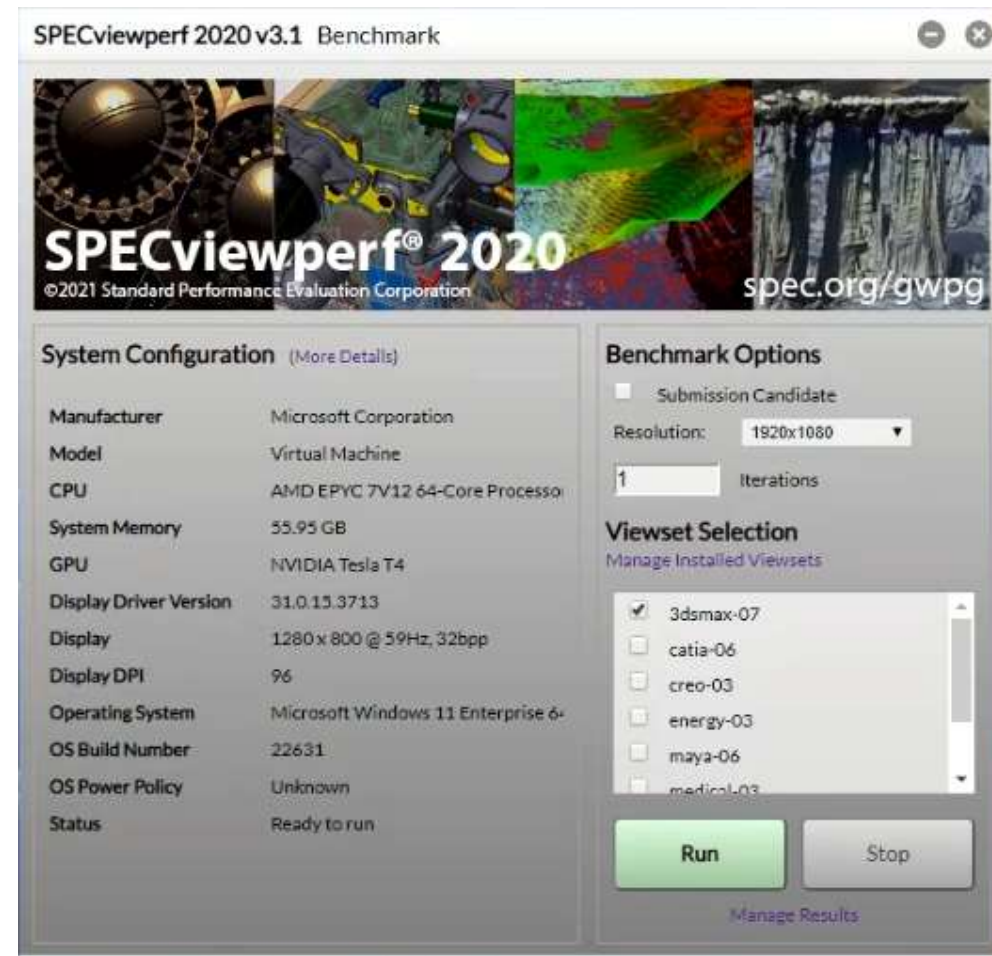 SPECviewperf 2020 v3.1 Benchmark
SPECviewperf® 2020
©2021 Standard Performance Evaluation Corporation
spec.org/gwpg
System Configuration (More Details)
Manufacturer Microsoft Corporation
Model Virtual Machine
CPU AMD EPYC 7V12 64-Core Processo
System Memory 55.95 GB
GPU NVIDIA Tesla T4
Display Driver Version 31.0.15.3713
Display 1280 x 800 @ 59Hz, 32bpp
Display DPI 96
Operating System Microsoft Windows 11 Enterprise 64
OS Build Number 22631
OS Power Policy Unknown
Status Ready to run
Benchmark Options
Submission Candidate
Resolution: 1920x1080
1 Iterations
Viewset Selection
Manage Installed Viewsets
3dsmax-07
catia-06
creo-03
energy-03
maya-06
medical-03
Run
Stop
Manage Results